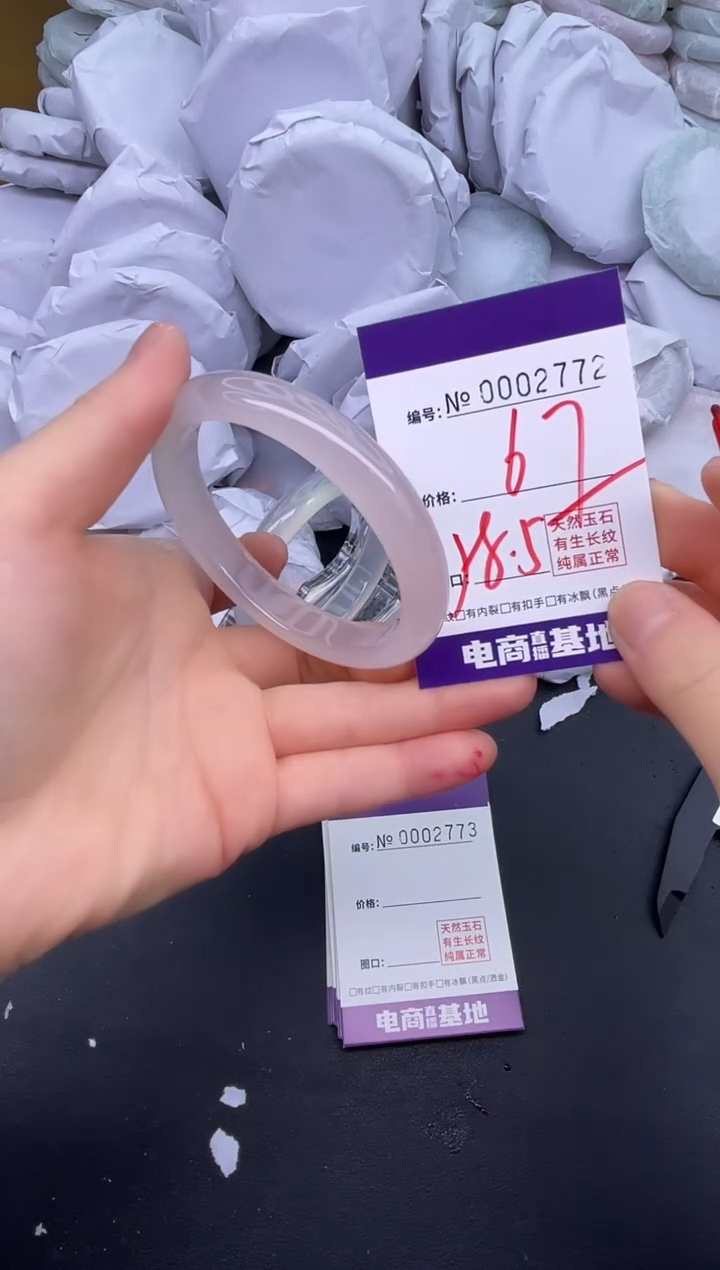 编号: № 0002772
67
价格:
天然玉石
有生长纹
纯属正常
口: 58.5
□有内裂□有扣手□有冰飘(黑点
电商直播基地
编号: № 0002773
价格:
天然玉石
有生长纹
纯属正常
圈口:
□有纹□有内裂□有扣手□有冰飘(黑点/洒金)
电商直播基地